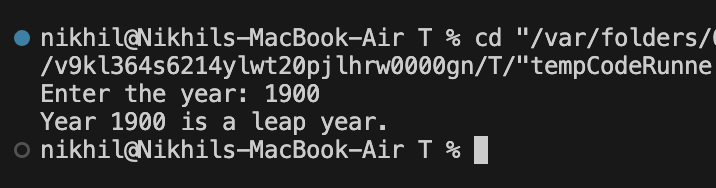 nikhil@Nikhils-MacBook-Air T % cd "/var/folders/
/v9kl364s6214ylwt20pjlhrw0000gn/T/"tempCodeRunne
Enter the year: 1900
Year 1900 is a leap year.
nikhil@Nikhils-MacBook-Air T %